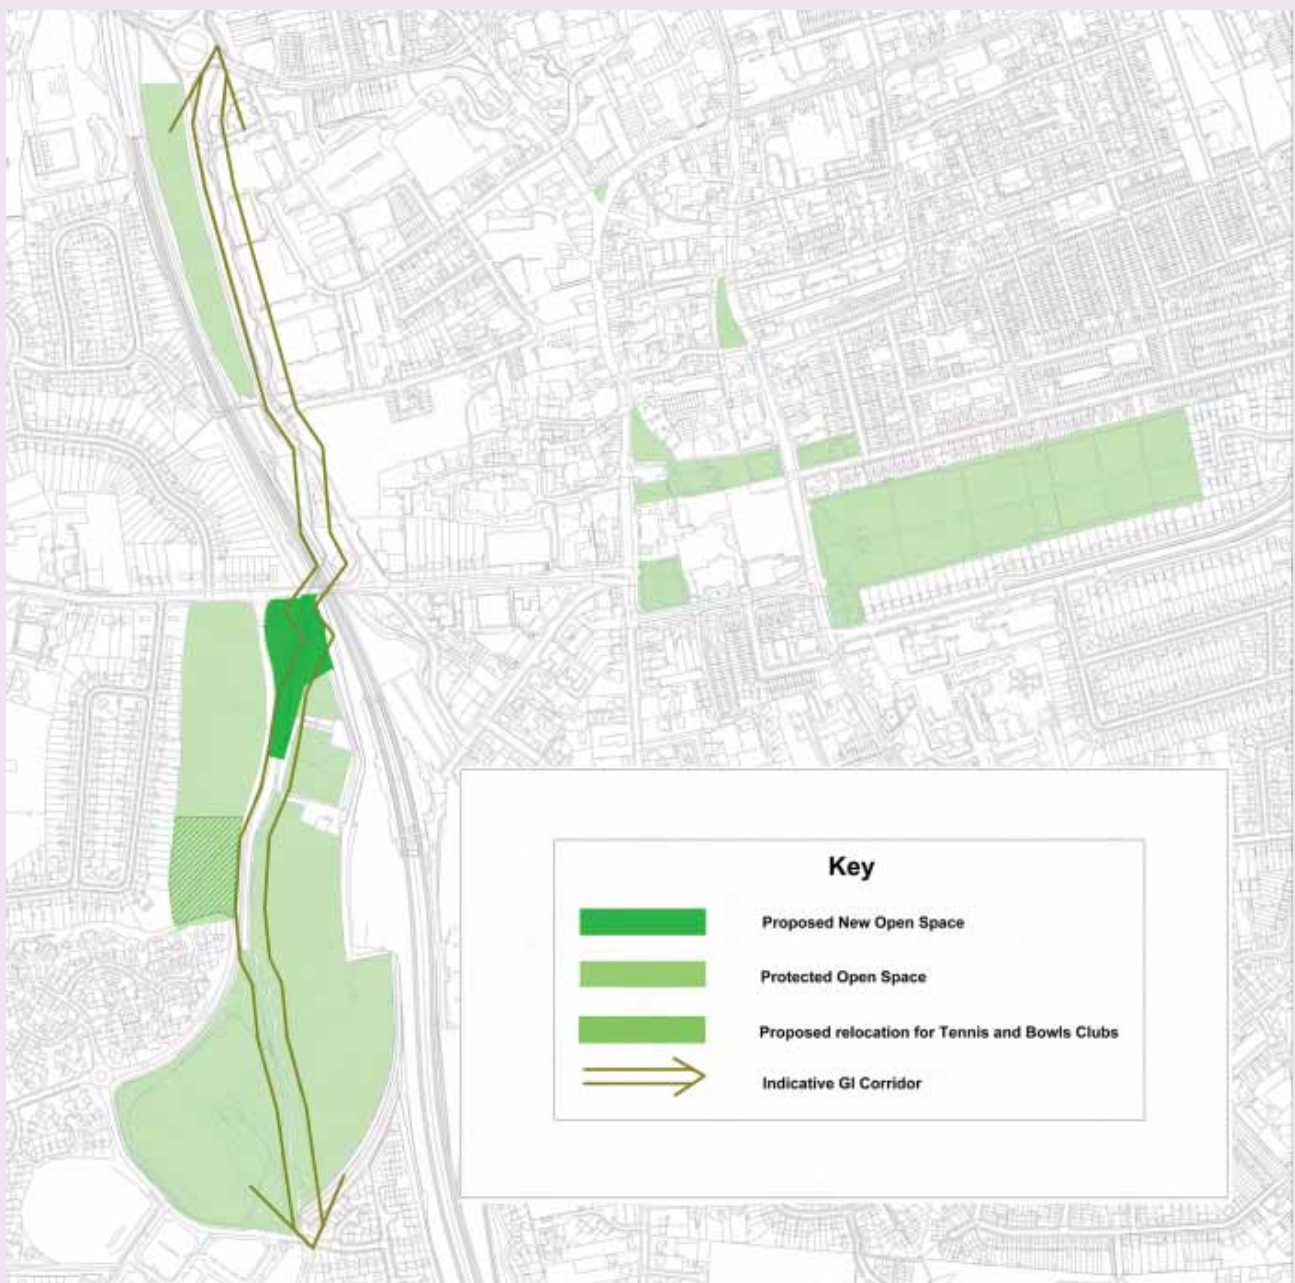 Key
Proposed New Open Space
Protected Open Space
Proposed relocation for Tennis and Bowls Clubs
Indicative GI Corridor